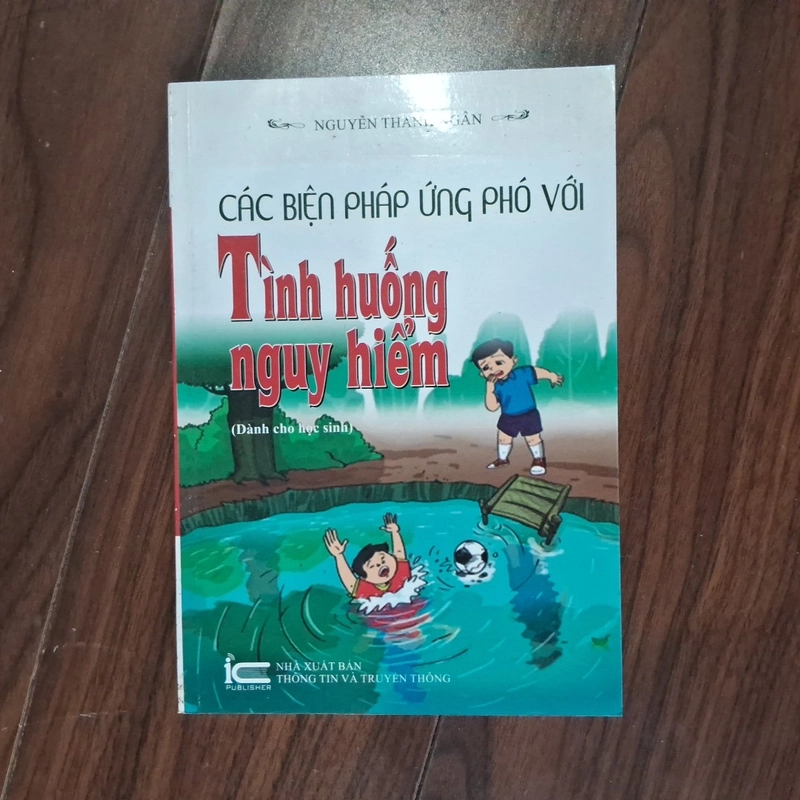 NGUYỄN THANH NGÂN
CÁC BIỆN PHÁP ỨNG PHÓ VỚI
Tình huống
nguy hiểm
(Dành cho học sinh)
ic
PUBLISHER
NHÀ XUẤT BẢN
THÔNG TIN VÀ TRUYỀN THÔNG